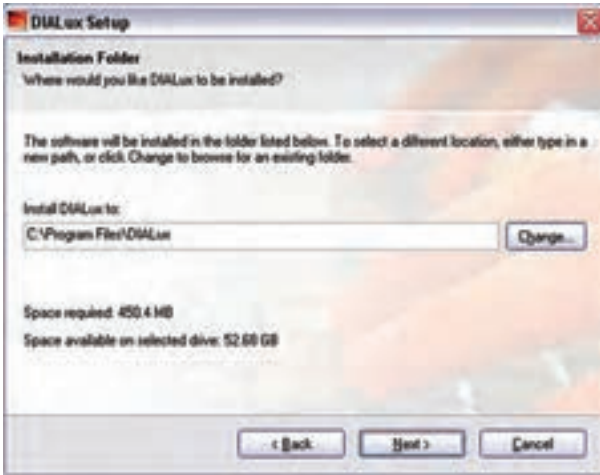 DIALux Setup
Installation Folder
Where would you like DIALux to be installed?
The software will be installed in the folder listed below. To select a different location, either type in a
new path, or click Change to browse for an existing folder.
Install DIALux to:
C:\Program Files\DIALux
Change...
Space required: 450.4 MB
Space available on selected drive: 52.68 GB
< Back
Next >
Cancel